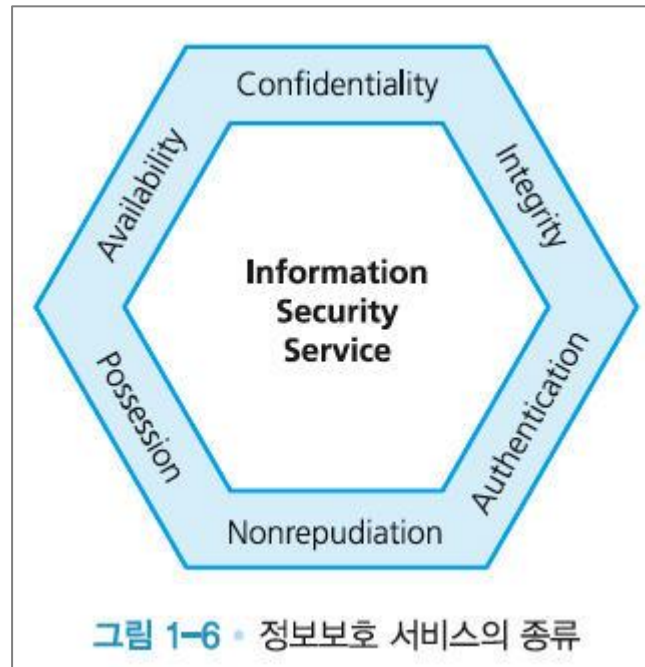 Confidentiality
Integrity
Availability
Information
Security
Service
Possession
Authentication
Nonrepudiation
그림 1-6 • 정보보호 서비스의 종류